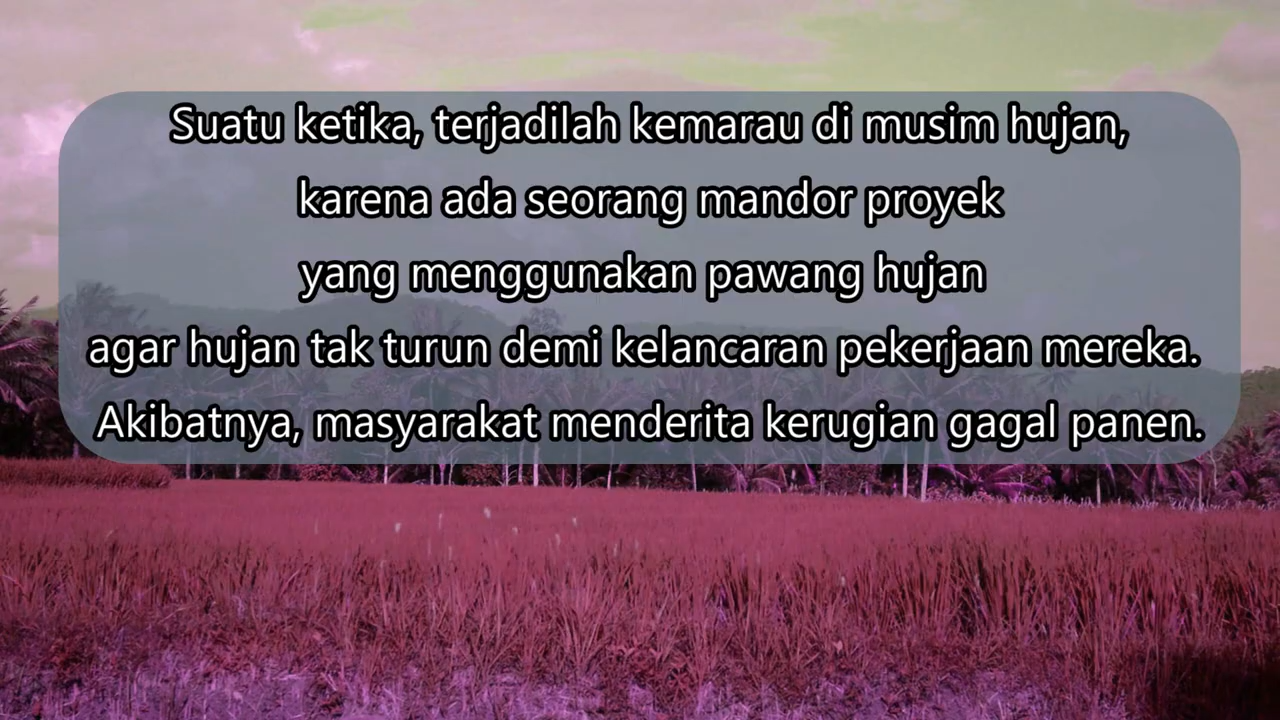 Suatu ketika, terjadilah kemarau di musim hujan,
karena ada seorang mandor proyek
yang menggunakan pawang hujan
agar hujan tak turun demi kelancaran pekerjaan mereka.
Akibatnya, masyarakat menderita kerugian gagal panen.